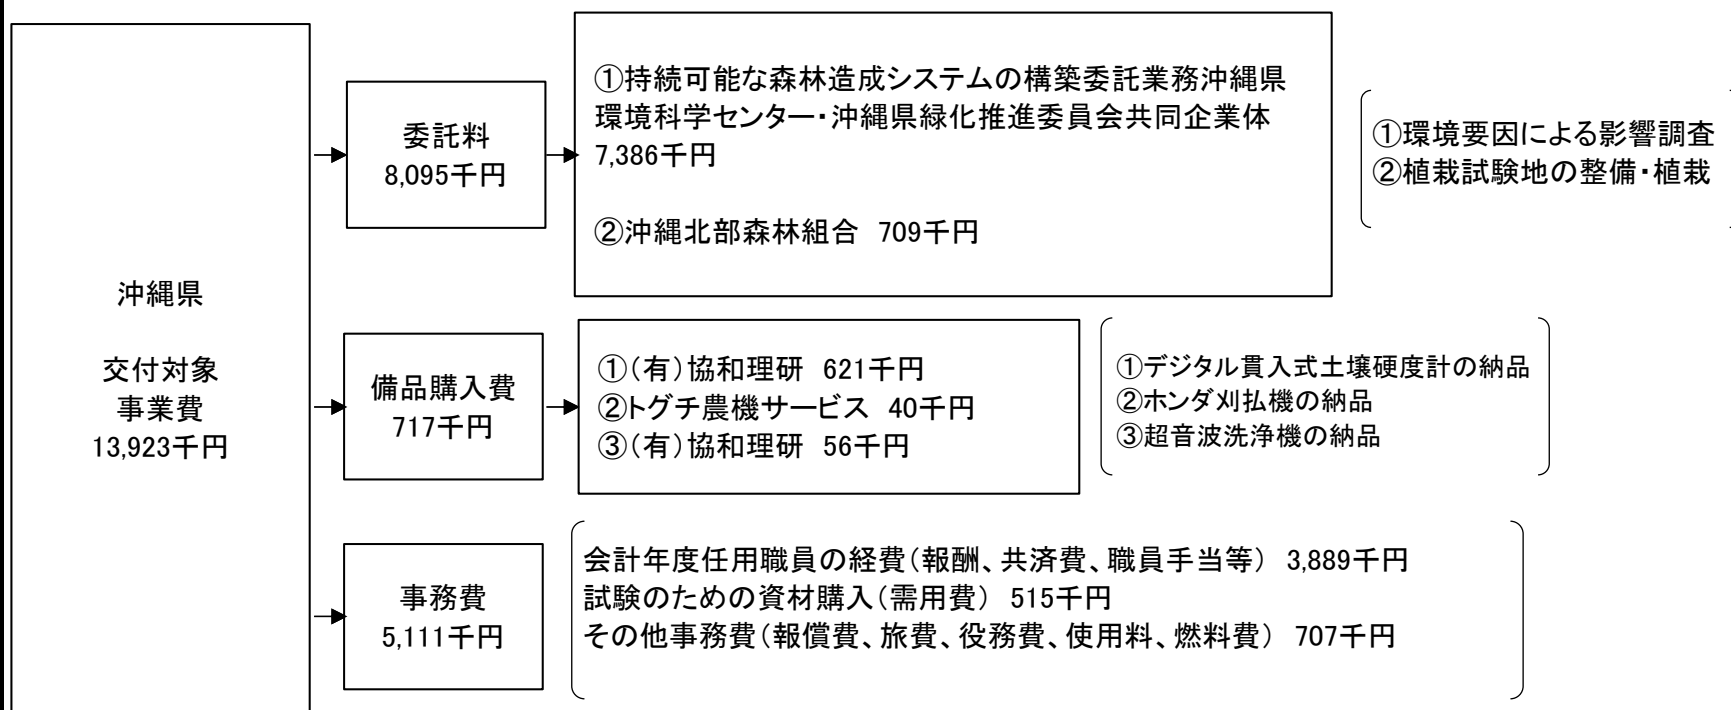 沖縄県
交付対象
事業費
13,923千円
委託料
8,095千円
①持続可能な森林造成システムの構築委託業務沖縄県
環境科学センター・沖縄県緑化推進委員会共同企業体
7,386千円
②沖縄北部森林組合 709千円
①環境要因による影響調査
②植栽試験地の整備・植栽
備品購入費
717千円
①(有)協和理研 621千円
②トグチ農機サービス 40千円
③(有)協和理研 56千円
①デジタル貫入式土壌硬度計の納品
②ホンダ刈払機の納品
③超音波洗浄機の納品
事務費
5,111千円
会計年度任用職員の経費(報酬、共済費、職員手当等) 3,889千円
試験のための資材購入(需用費) 515千円
その他事務費(報償費、旅費、役務費、使用料、燃料費) 707千円